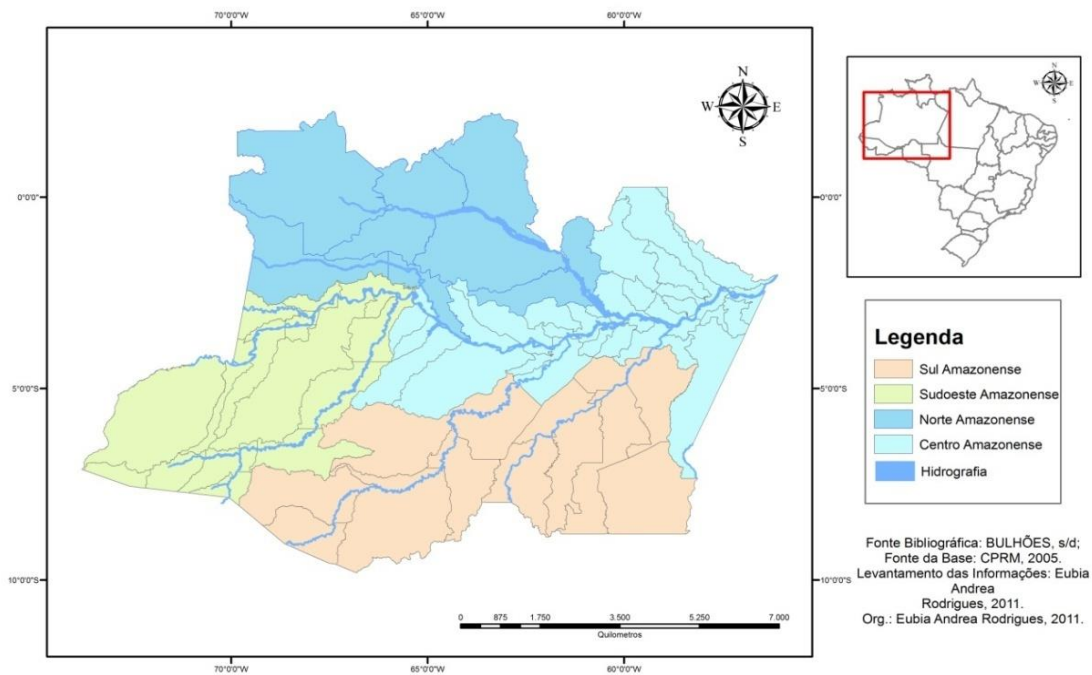 70°0'0"W 65°0'0"W 60°0'0"W
N
W E
S
N
W E
S
0°0'0" 0°0'0"
5°0'0"S 5°0'0"S
10°0'0"S 10°0'0"S
Legenda
Sul Amazonense
Sudoeste Amazonense
Norte Amazonense
Centro Amazonense
Hidrografia
Fonte Bibliográfica: BULHÕES, s/d;
Fonte da Base: CPRM, 2005.
Levantamento das Informações: Eubia
Andrea
Rodrigues, 2011.
Org.: Eubia Andrea Rodrigues, 2011.
0 875 1.750 3.500 5.250 7.000
Quilometros
70°0'0"W 65°0'0"W 60°0'0"W